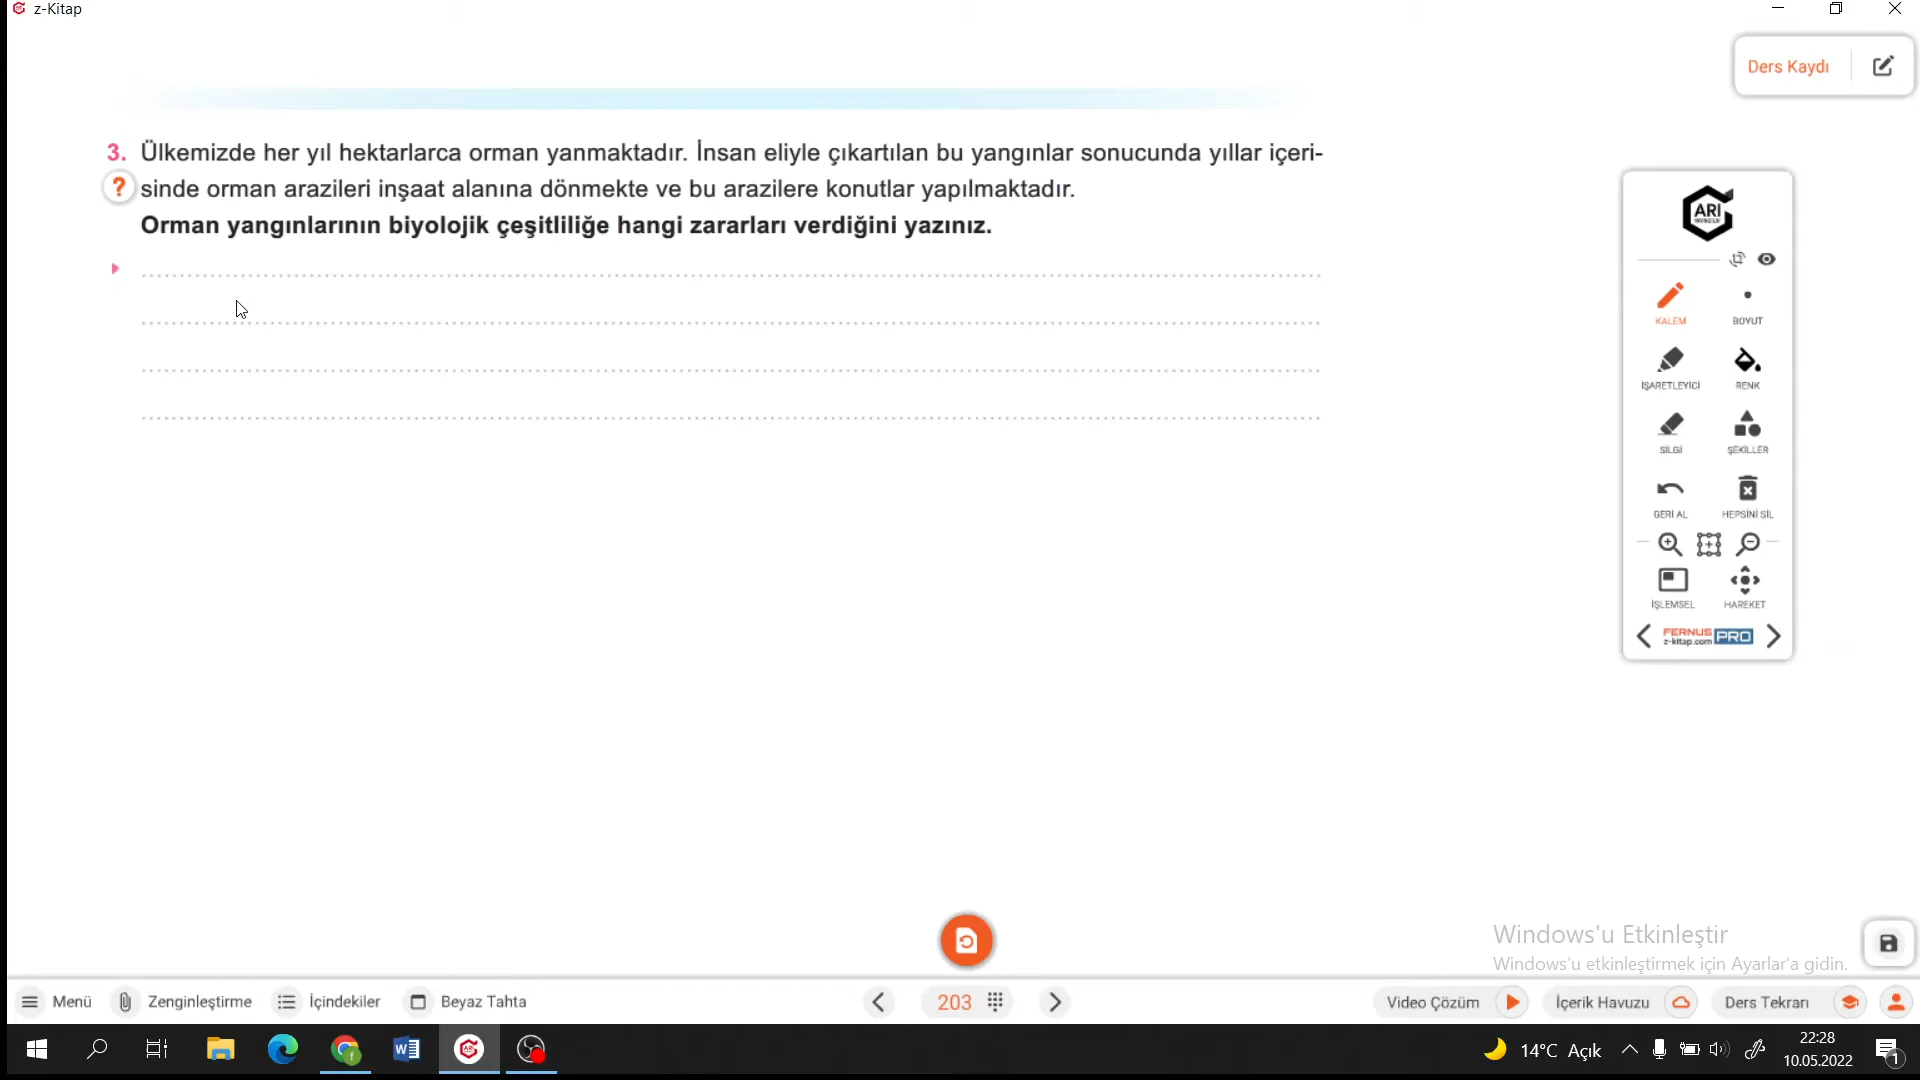 z-Kitap
Ders Kaydı
3. Ülkemizde her yıl hektarlarca orman yanmaktadır. İnsan eliyle çıkartılan bu yangınlar sonucunda yıllar içeri-
? sinde orman arazileri inşaat alanına dönmekte ve bu arazilere konutlar yapılmaktadır.
Orman yangınlarının biyolojik çeşitliliğe hangi zararları verdiğini yazınız.
ARI
KALEM
BOYUT
İŞARETLEYİCİ
RENK
SİLGİ
ŞEKİLLER
GERİ AL
HEPSİNİ SİL
İŞLEMSEL
HAREKET
FERNUS
z-kitap.com PRO
Windows'u Etkinleştir
Windows'u etkinleştirmek için Ayarlar'a gidin.
Menü
Zenginleştirme
İçindekiler
Beyaz Tahta
203
Video Çözüm
İçerik Havuzu
Ders Tekrarı
14°C Açık
22:28
10.05.2022
1